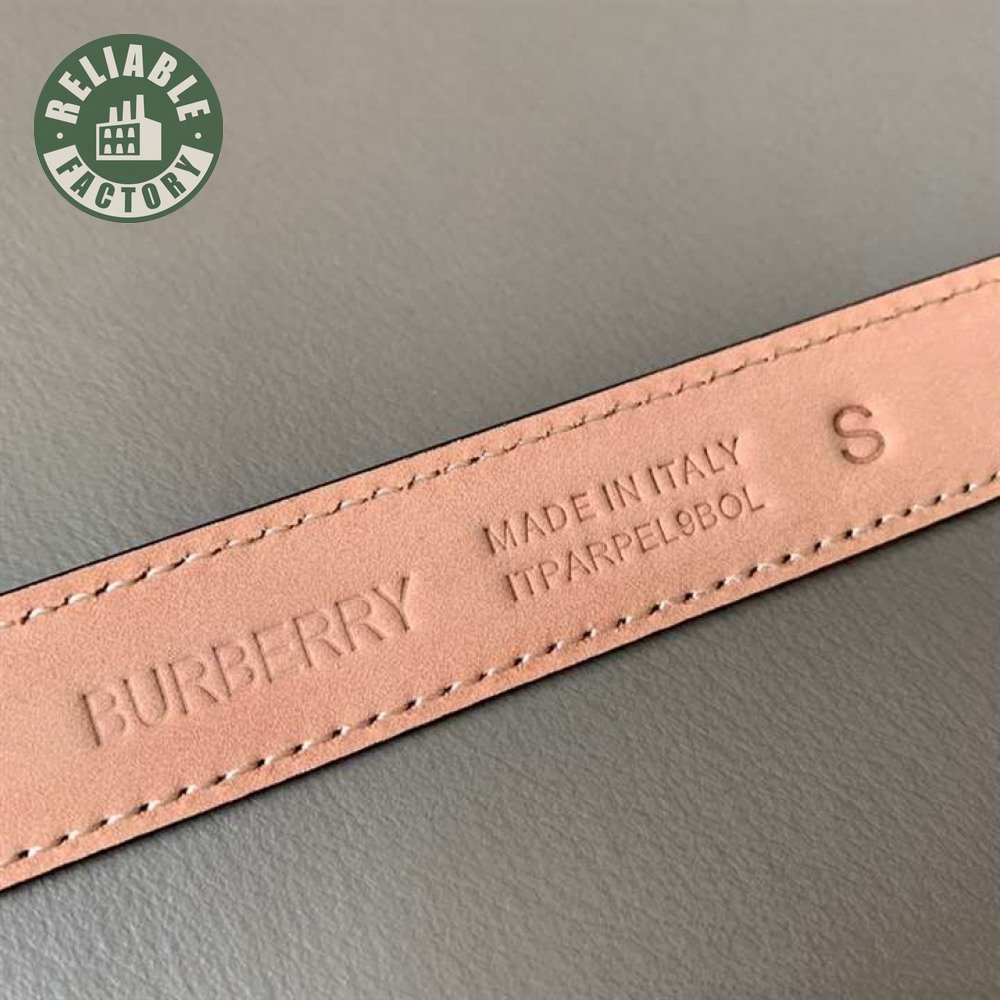 RELIABLE
FACTORY
BURBERRY
MADE IN ITALY
ITPARPEL9BOL
S